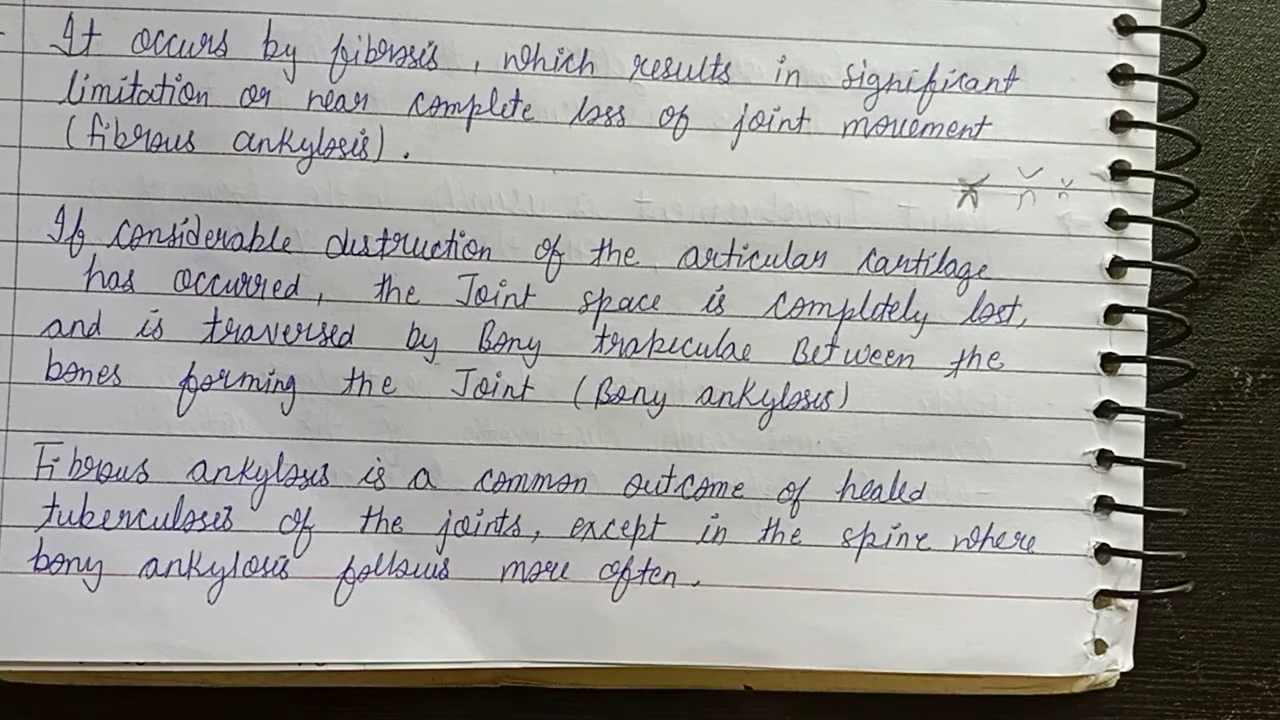 It occurs by fibrosis, which results in significant
limitation or near complete loss of joint movement
(fibrous ankylosis).
If considerable distruction of the articular cartilage
has occurred, the Joint space is completely lost,
and is traversed by Bony trabeculae Between the
bones forming the Joint (Bony ankylosis)
Fibrous ankylosis is a common outcome of healed
tuberculosis of the joints, except in the spine where
bony ankylosis follows more often.